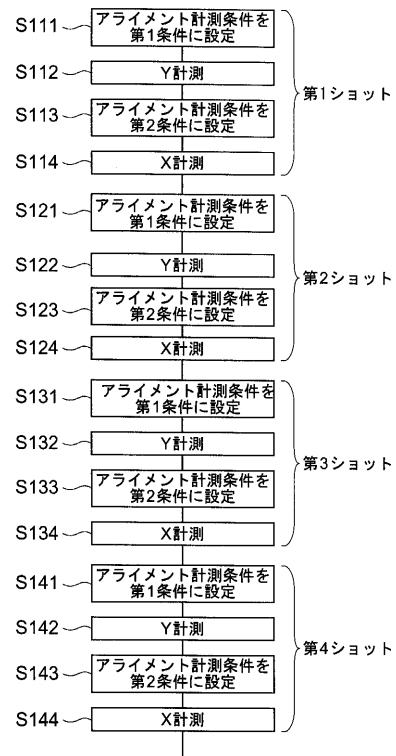 S111
アライメント計測条件を
第1条件に設定
S112
Y計測
S113
アライメント計測条件を
第2条件に設定
S114
X計測
第1ショット
S121
アライメント計測条件を
第1条件に設定
S122
Y計測
S123
アライメント計測条件を
第2条件に設定
S124
X計測
第2ショット
S131
アライメント計測条件を
第1条件に設定
S132
Y計測
S133
アライメント計測条件を
第2条件に設定
S134
X計測
第3ショット
S141
アライメント計測条件を
第1条件に設定
S142
Y計測
S143
アライメント計測条件を
第2条件に設定
S144
X計測
第4ショット